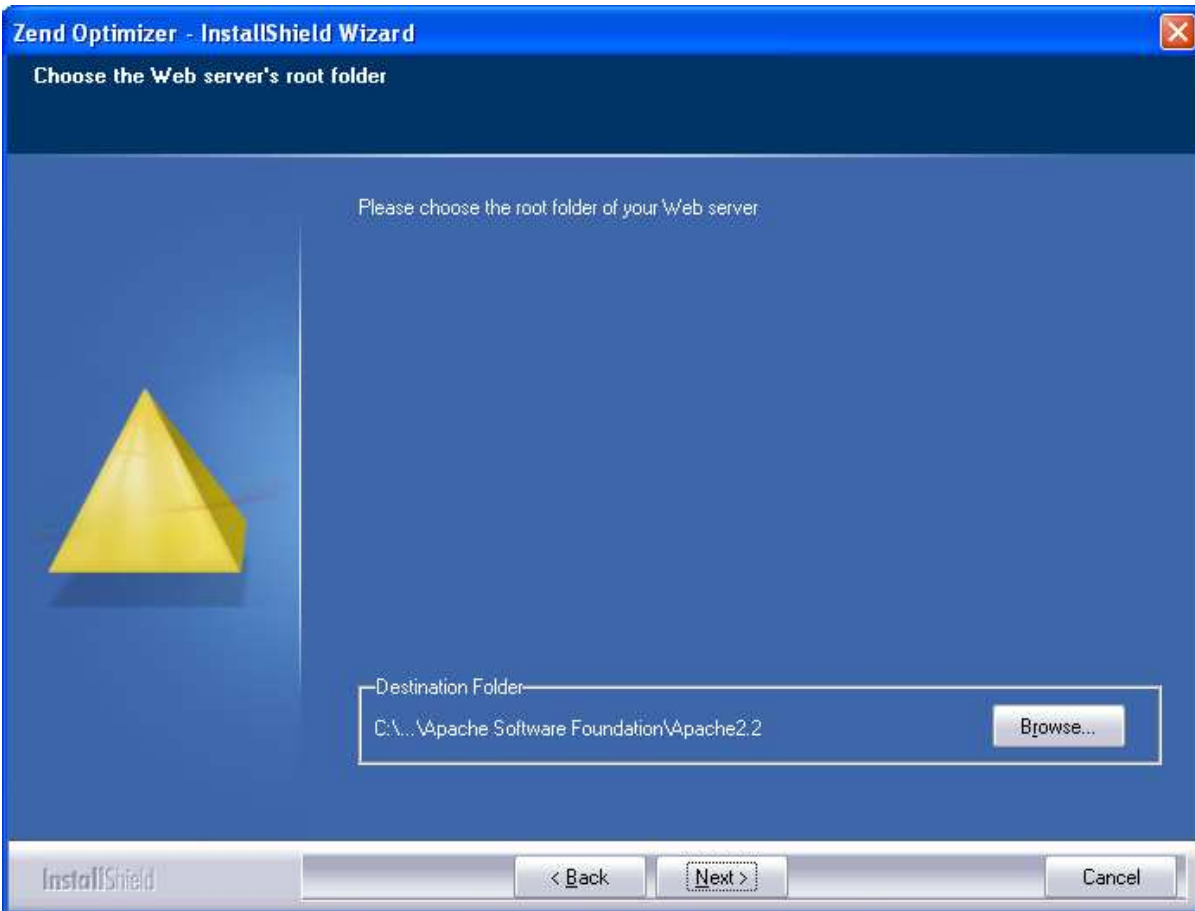 Zend Optimizer - InstallShield Wizard
Choose the Web server's root folder
Please choose the root folder of your Web server
Destination Folder
C:\...\Apache Software Foundation\Apache2.2
Browse...
InstallShield
< Back
Next >
Cancel